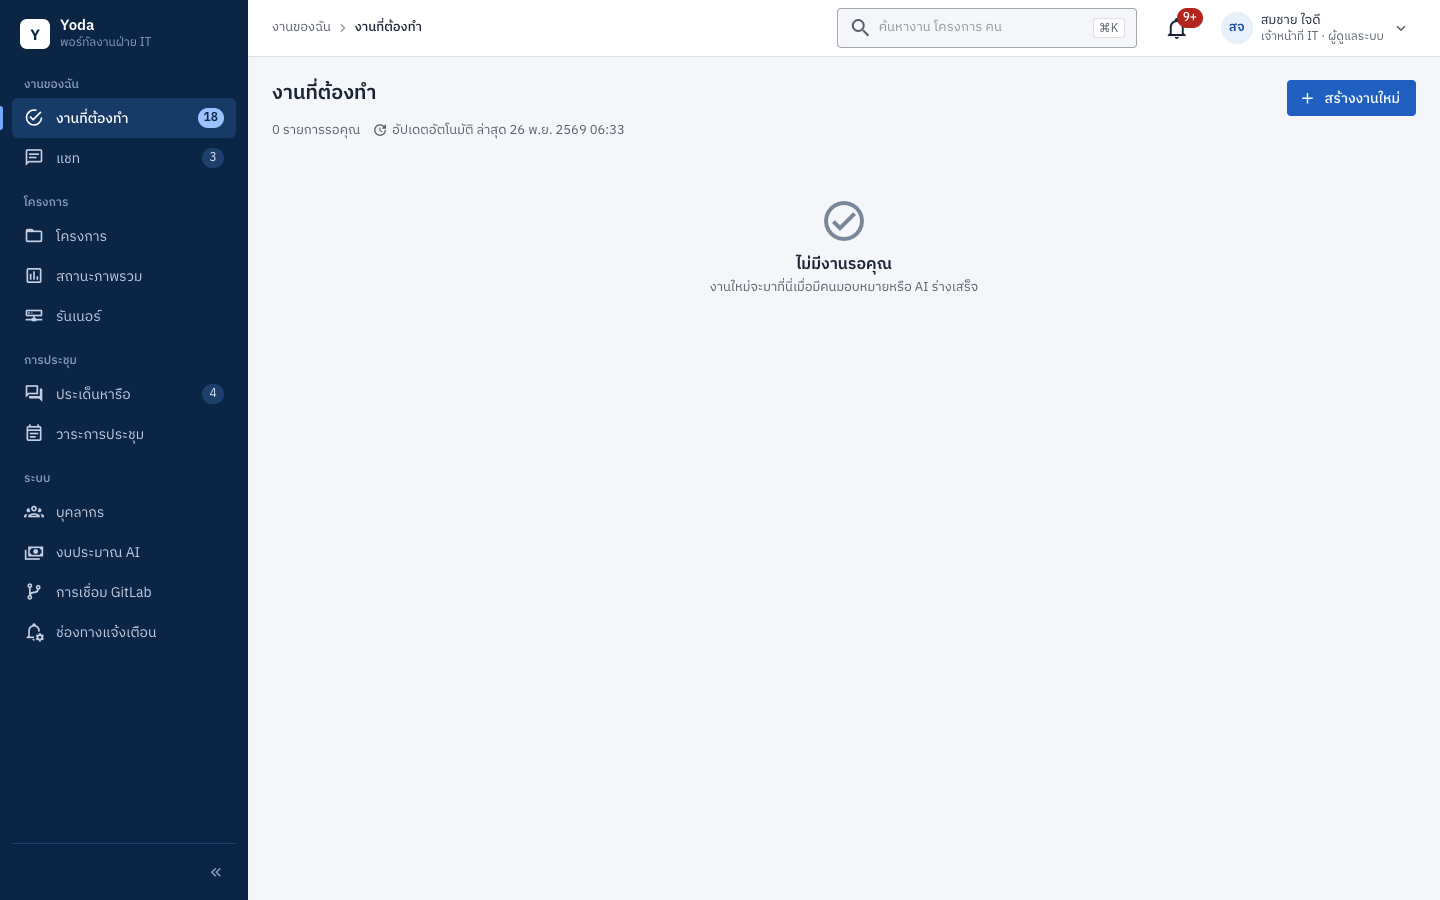 Yoda
พอร์ทัลงานฝ่าย IT
งานของฉัน
งานที่ต้องทำ 18
แชท 3
โครงการ
โครงการ
สถานะภาพรวม
รันเนอร์
การประชุม
ประเด็นหารือ 4
วาระการประชุม
ระบบ
บุคลากร
งบประมาณ AI
การเชื่อม GitLab
ช่องทางแจ้งเตือน
งานของฉัน > งานที่ต้องทำ
ค้นหางาน โครงการ คน ⌘K
9+
สจ
สมชาย ใจดี
เจ้าหน้าที่ IT · ผู้ดูแลระบบ
งานที่ต้องทำ
สร้างงานใหม่
0 รายการรอคุณ อัปเดตอัตโนมัติ ล่าสุด 26 พ.ย. 2569 06:33
ไม่มีงานรอคุณ
งานใหม่จะมาที่นี่เมื่อมีคนมอบหมายหรือ AI ร่างเสร็จ